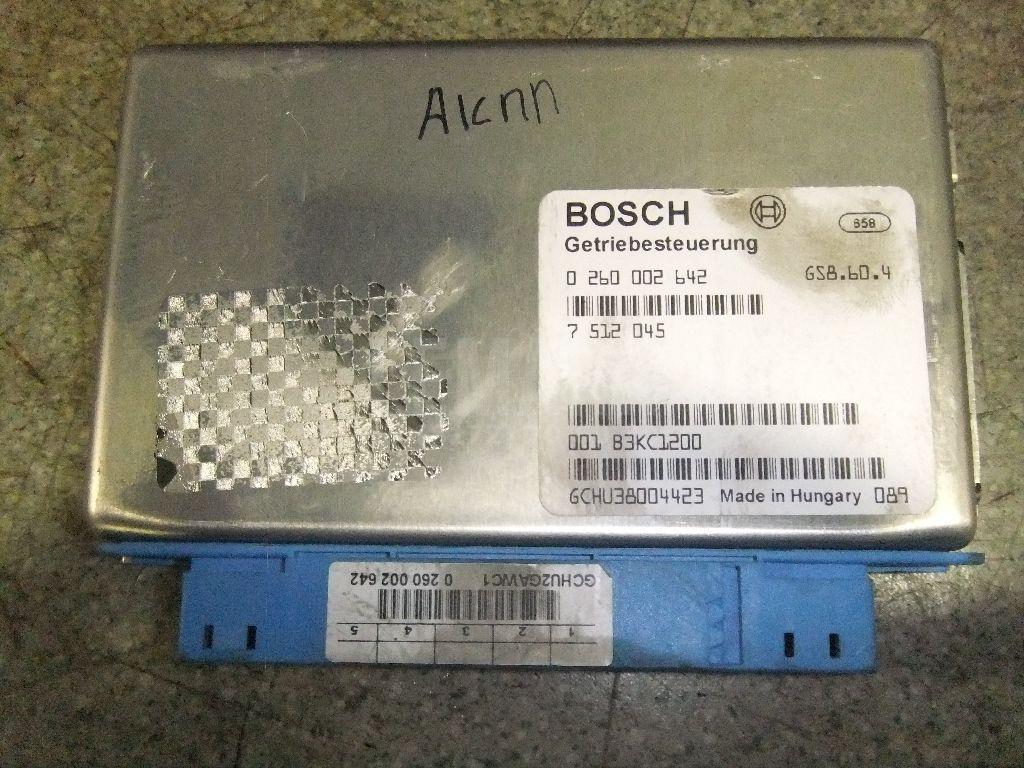 Акпп
BOSCH
658
Getriebesteuerung
0 260 002 642 GS8.60.4
7 512 045
001 B3KC1200
GCHU38004423 Made in Hungary 089
GCHU2GAWC1 0 260 002 642
1 2 3 4 5